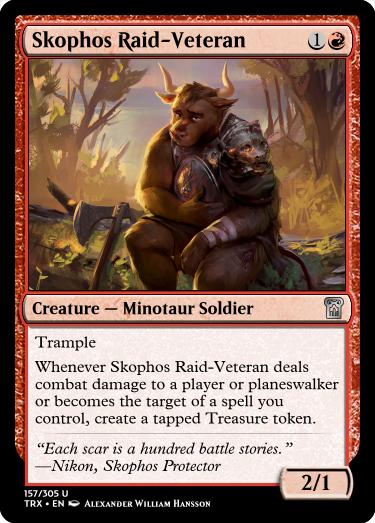 Skophos Raid-Veteran 1
Creature — Minotaur Soldier
Trample
Whenever Skophos Raid-Veteran deals
combat damage to a player or planeswalker
or becomes the target of a spell you
control, create a tapped Treasure token.
“Each scar is a hundred battle stories.”
—Nikon, Skophos Protector
2/1
157/305 U
TRX • EN Alexander William Hansson